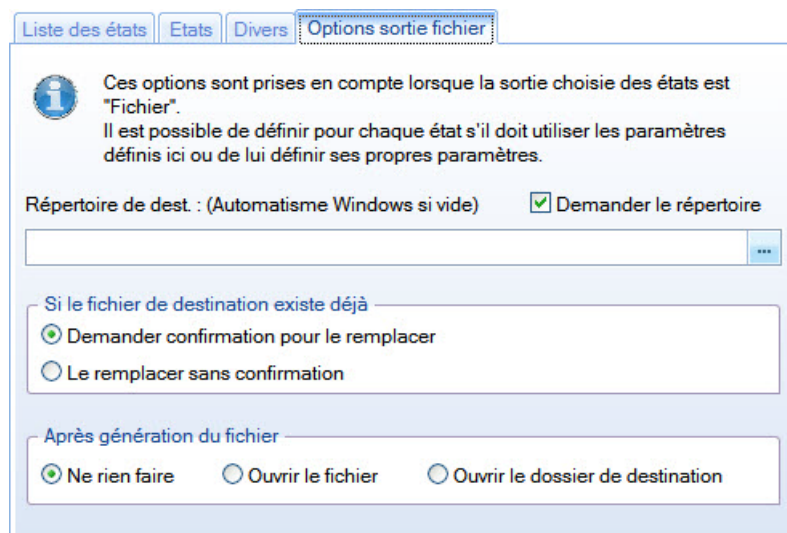 Liste des états Etats Divers Options sortie fichier
Ces options sont prises en compte lorsque la sortie choisie des états est
"Fichier".
Il est possible de définir pour chaque état s'il doit utiliser les paramètres
définis ici ou de lui définir ses propres paramètres.
Répertoire de dest. : (Automatisme Windows si vide) Demander le répertoire
...
Si le fichier de destination existe déjà
Demander confirmation pour le remplacer
Le remplacer sans confirmation
Après génération du fichier
Ne rien faire Ouvrir le fichier Ouvrir le dossier de destination